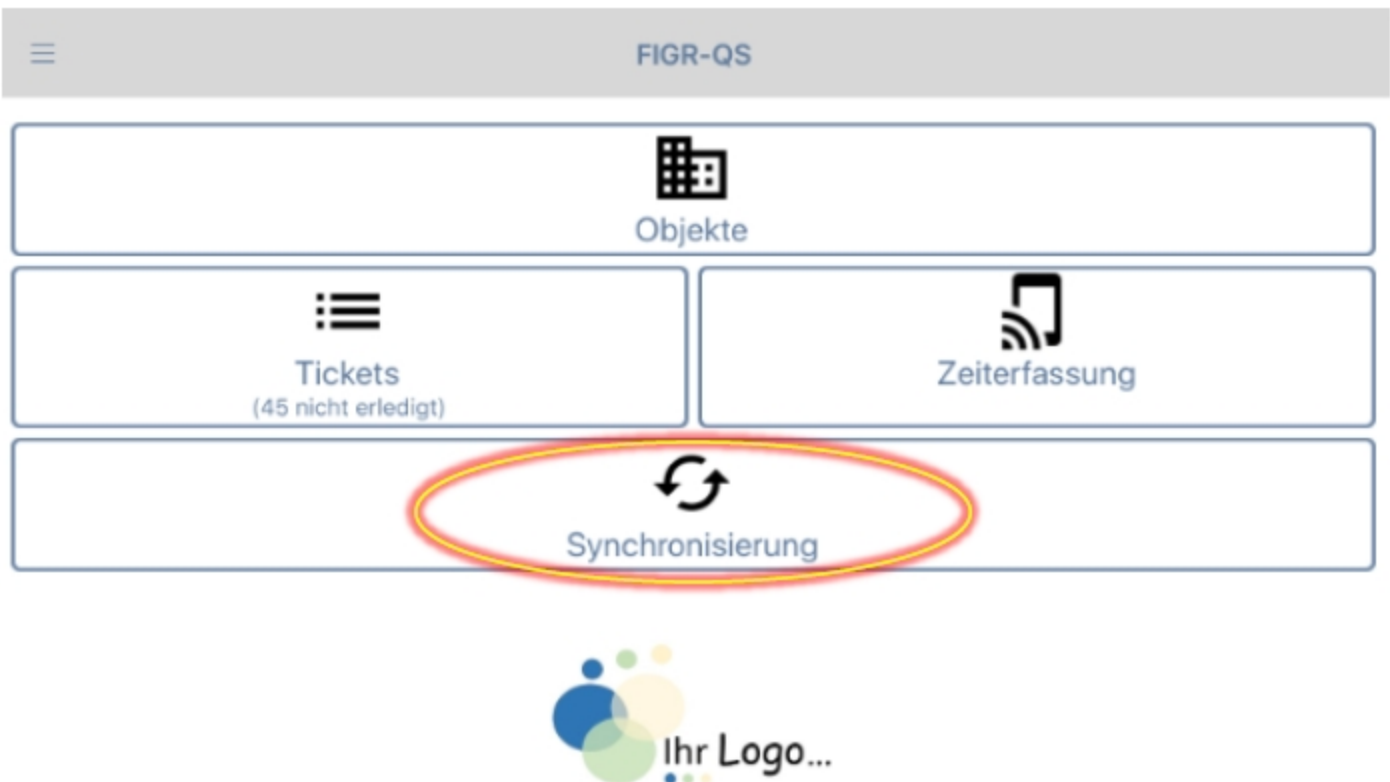 FIGR-QS
Objekte
Tickets
(45 nicht erledigt)
Zeiterfassung
Synchronisierung
Ihr Logo...